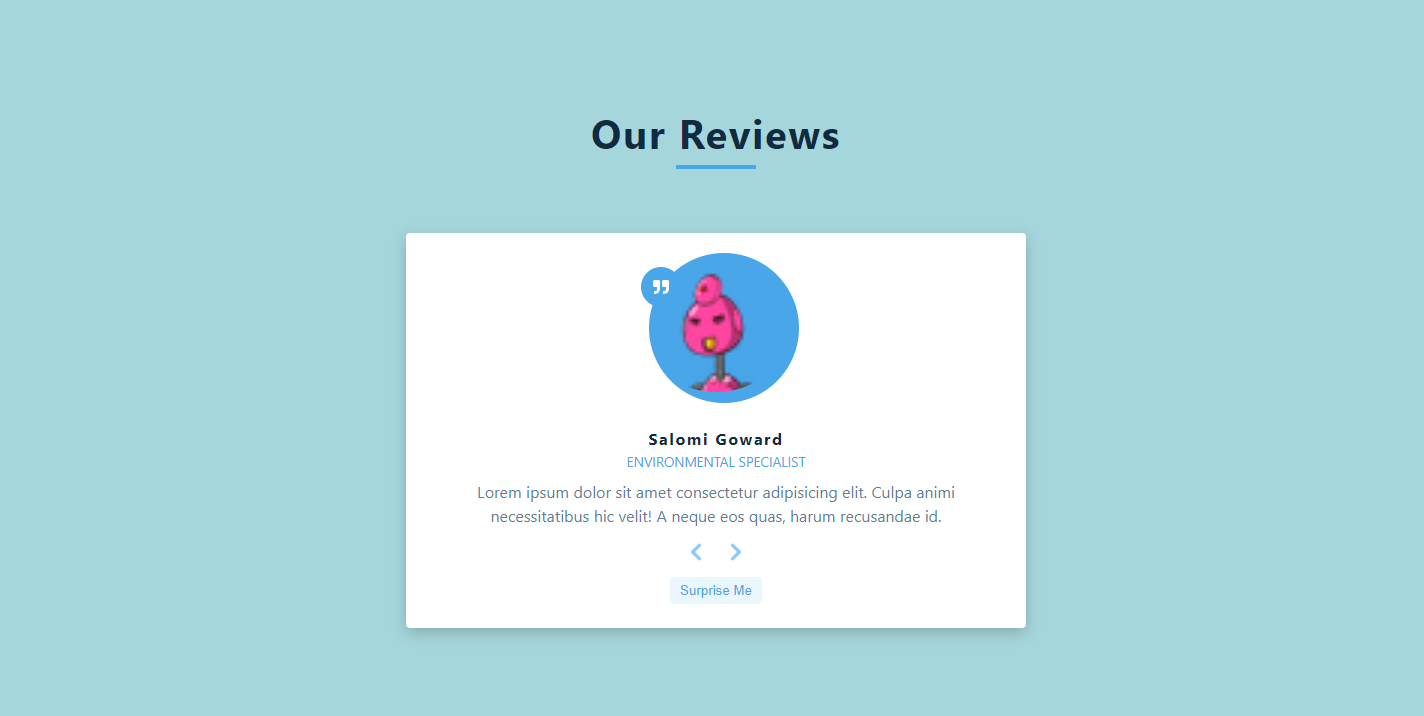 Our Reviews
Salomi Goward
ENVIRONMENTAL SPECIALIST
Lorem ipsum dolor sit amet consectetur adipisicing elit. Culpa animi
necessitatibus hic velit! A neque eos quas, harum recusandae id.
Surprise Me